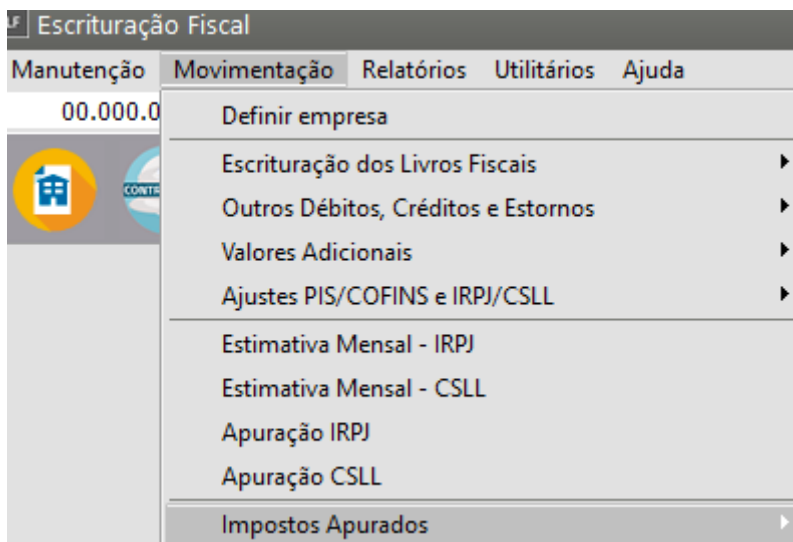 LF Escrituração Fiscal
Manutenção Movimentação Relatórios Utilitários Ajuda
00.000.0
Definir empresa
Escrituração dos Livros Fiscais
Outros Débitos, Créditos e Estornos
Valores Adicionais
Ajustes PIS/COFINS e IRPJ/CSLL
Estimativa Mensal - IRPJ
Estimativa Mensal - CSLL
Apuração IRPJ
Apuração CSLL
Impostos Apurados